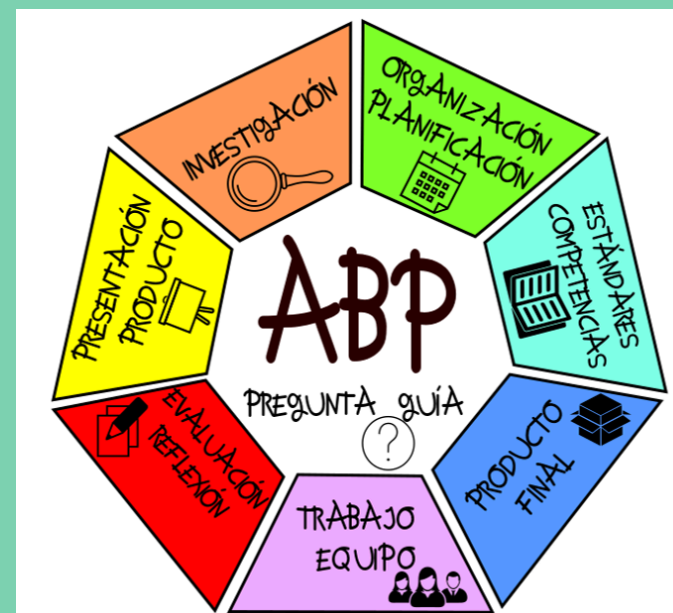 INVESTIGACIÓN
ORGANIZACIÓN
PLANIFICACIÓN
ESTÁNDARES
COMPETENCIAS
PRODUCTO
FINAL
TRABAJO
EQUIPO
EVALUACIÓN
REFLEXIÓN
PRESENTACIÓN
PRODUCTO
ABP
PREGUNTA GUÍA
?